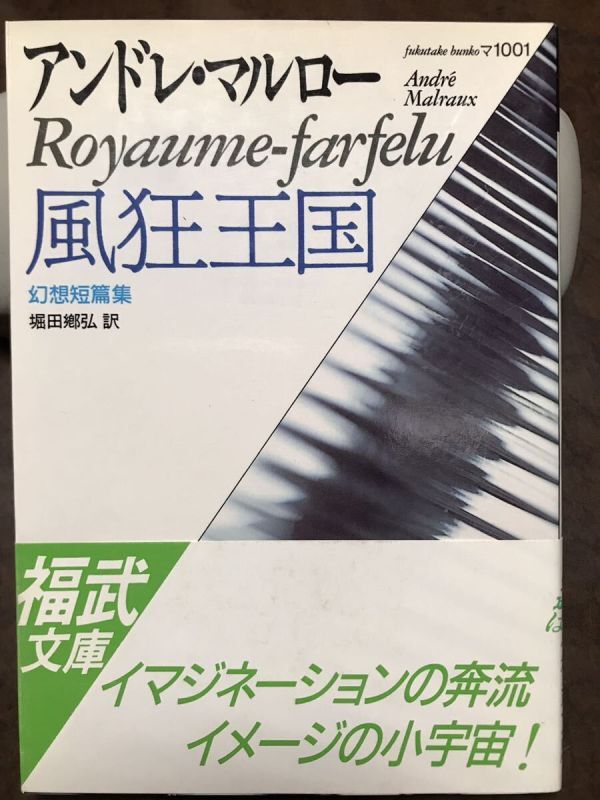 fukutake bunko マ1001
アンドレ・マルロー
André
Malraux
Royaume-farfelu
風狂王国
幻想短篇集
堀田郷弘 訳
福武
文庫
イマジネーションの奔流
イメージの小宇宙!